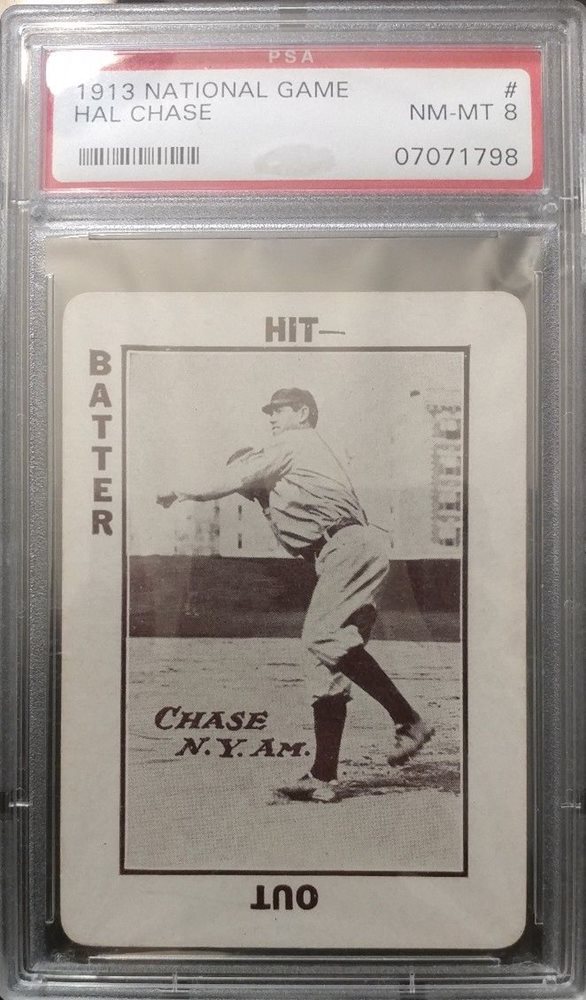 PSA
1913 NATIONAL GAME #
HAL CHASE NM-MT 8
07071798
HIT—
BATTER
CHASE
N.Y. AM.
OUT